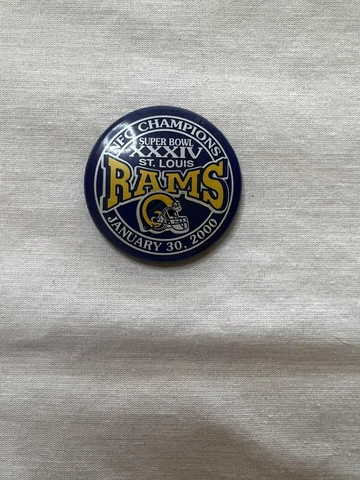 NFC CHAMPIONS
SUPER BOWL
XXXIV
ST. LOUIS
RAMS
JANUARY 30, 2000